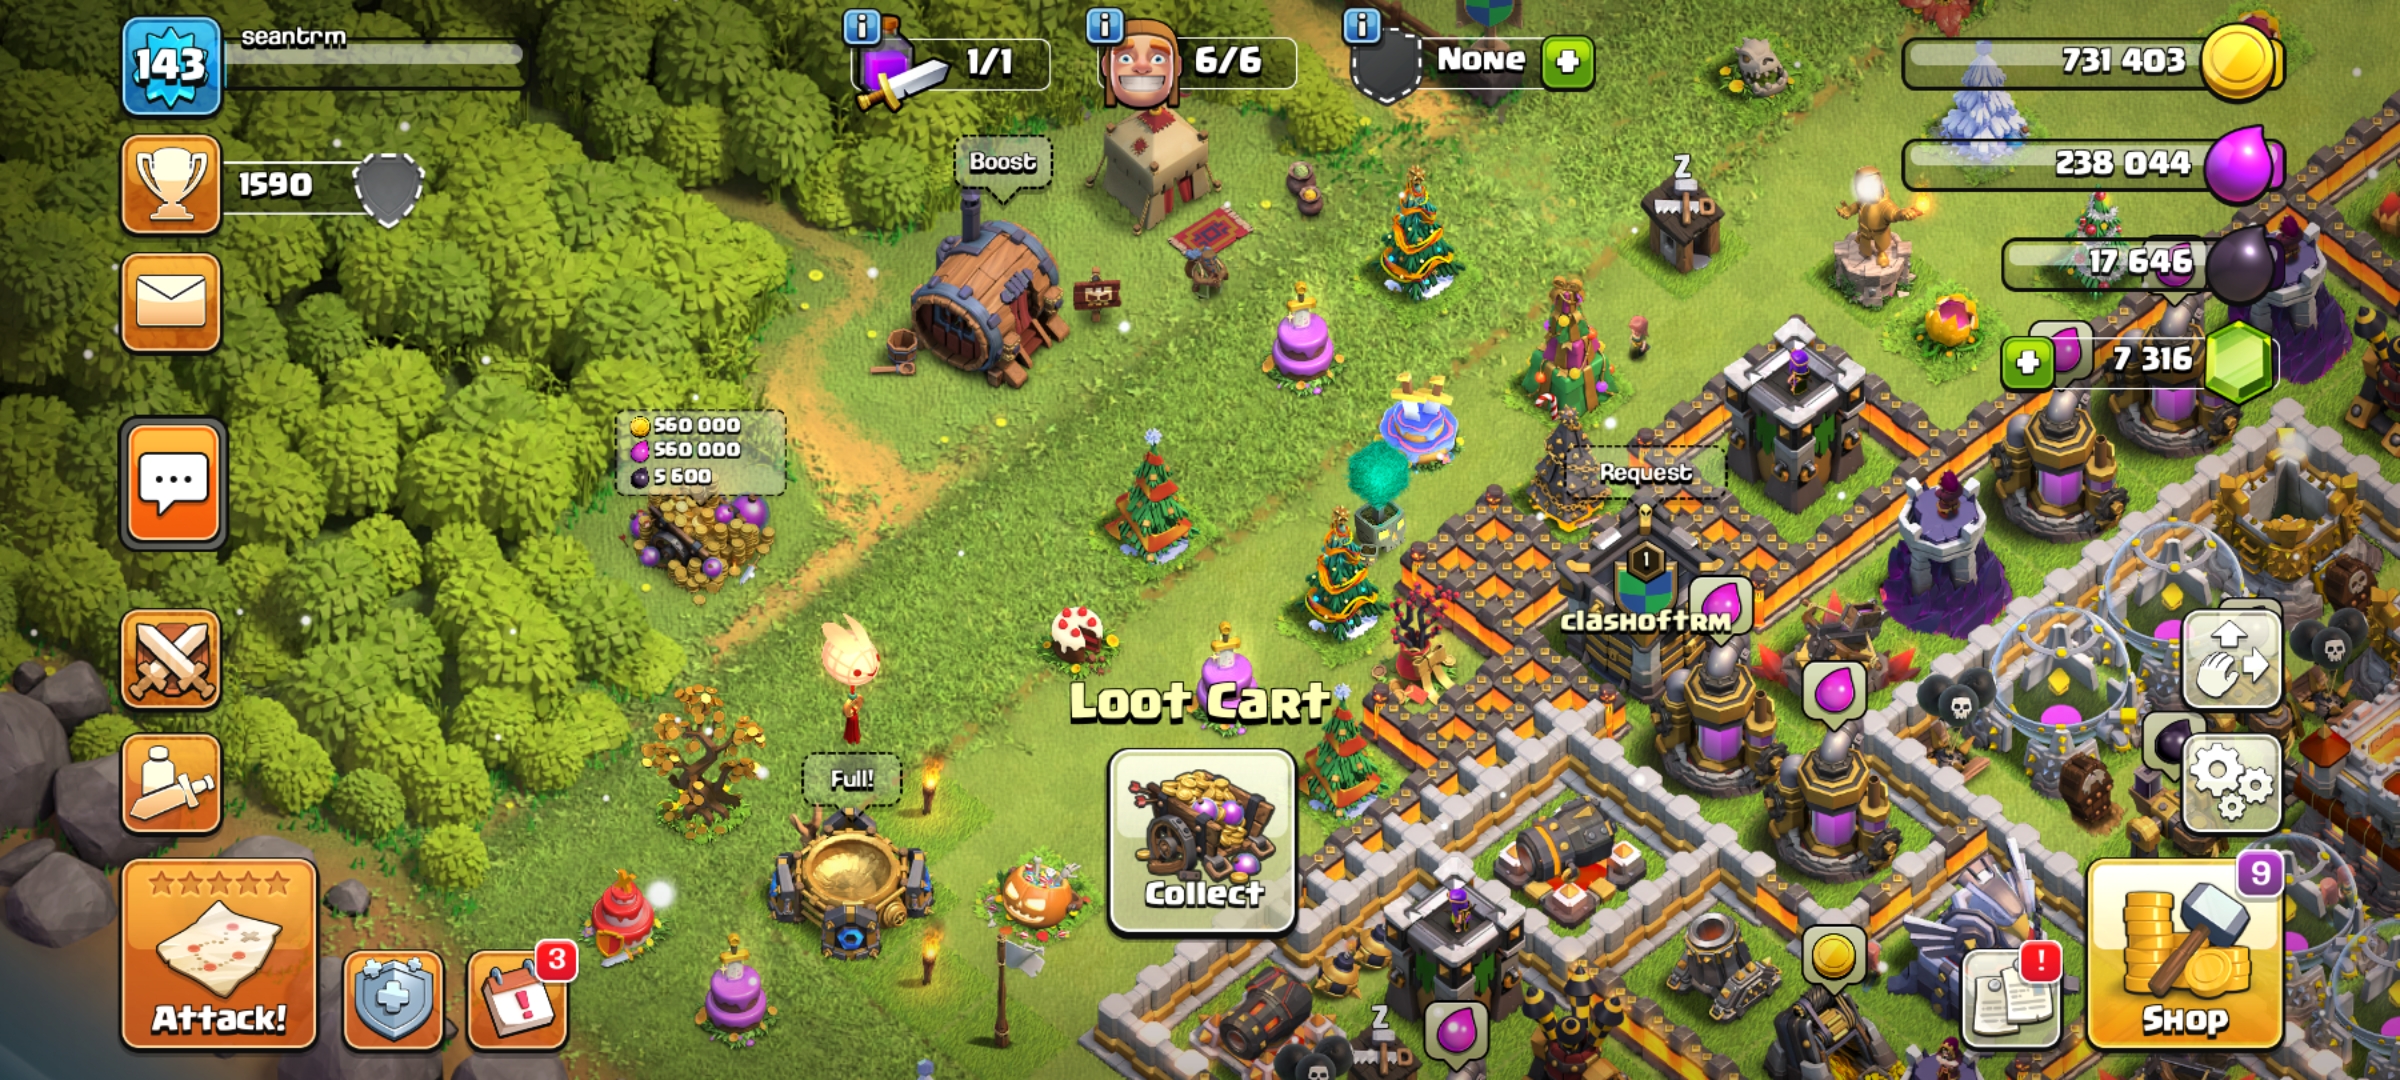 143
seantrm
1/1
6/6
None
731 403
1590
238 044
Boost
Z
17 646
7 316
560 000
560 000
5 600
Request
1
clashoftrm
Loot Cart
Full!
Collect
9
3
!
Attack!
Shop
Z